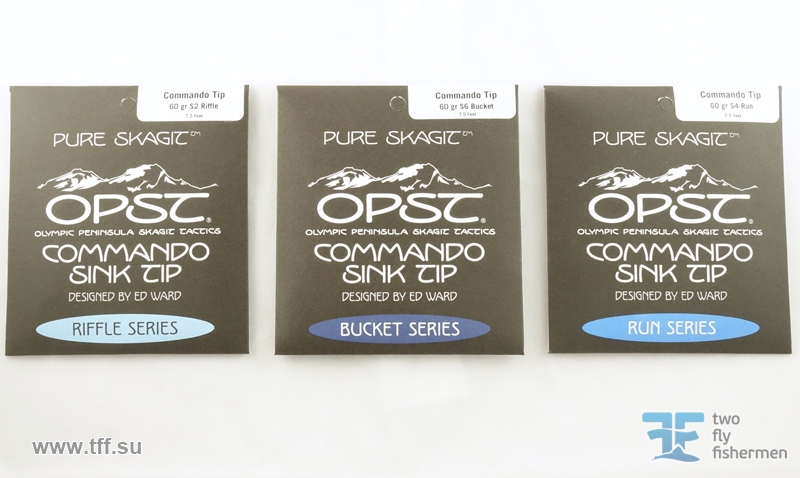 Commando Tip
60 gr S2 Riffle
7.5 Feet
PURE SKAGIT™
OPST®
OLYMPIC PENINSULA SKAGIT TACTICS
COMMANDO
SINK TIP
DESIGNED BY ED WARD
RIFFLE SERIES
Commando Tip
60 gr S6 Bucket
7.5 Feet
PURE SKAGIT™
OPST®
OLYMPIC PENINSULA SKAGIT TACTICS
COMMANDO
SINK TIP
DESIGNED BY ED WARD
BUCKET SERIES
Commando Tip
60 gr S4 Run
7.5 Feet
PURE SKAGIT™
OPST®
OLYMPIC PENINSULA SKAGIT TACTICS
COMMANDO
SINK TIP
DESIGNED BY ED WARD
RUN SERIES
www.tff.su
two
fly
fishermen